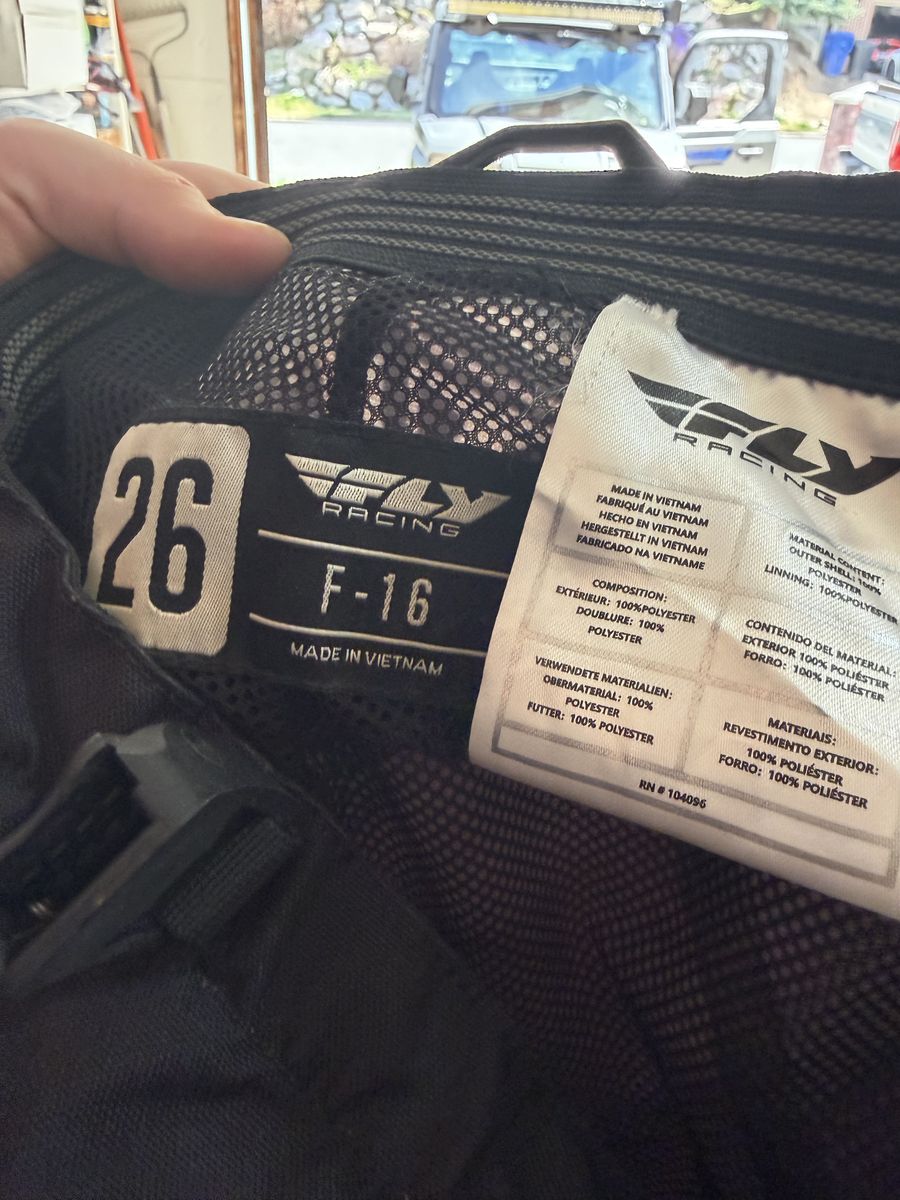 26
FLY
RACING
F-16
MADE IN VIETNAM
FLY
RACING
MADE IN VIETNAM
FABRIQUÉ AU VIETNAM
HECHO EN VIETNAM
HERGESTELLT IN VIETNAM
FABRICADO NA VIETNAME
MATERIAL CONTENT:
OUTER SHELL: 100%
POLYESTER
LINNING: 100%POLYESTER
COMPOSITION:
EXTÉRIEUR: 100%POLYESTER
DOUBLURE: 100%
POLYESTER
CONTENIDO DEL MATERIAL:
EXTERIOR 100% POLIÉSTER
FORRO: 100% POLIÉSTER
VERWENDETE MATERIALIEN:
OBERMATERIAL: 100%
POLYESTER
FUTTER: 100% POLYESTER
MATERIAIS:
REVESTIMENTO EXTERIOR:
100% POLIÉSTER
FORRO: 100% POLIÉSTER
RN # 104096